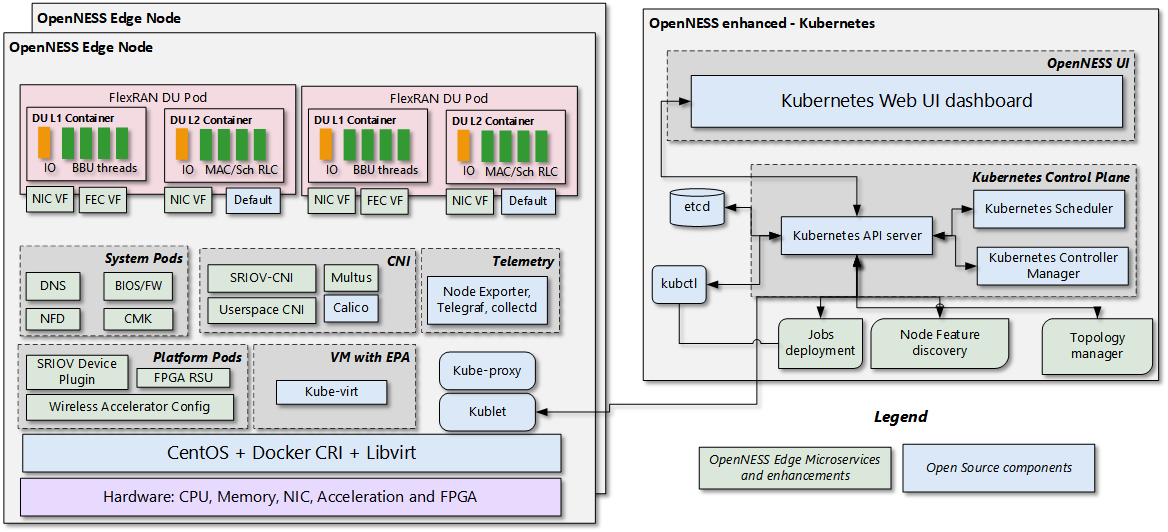 OpenNESS Edge Node
OpenNESS Edge Node
FlexRAN DU Pod
DU L1 Container
IO
BBU threads
DU L2 Container
IO
MAC/Sch RLC
NIC VF
FEC VF
NIC VF
Default
FlexRAN DU Pod
DU L1 Container
IO
BBU threads
DU L2 Container
IO
MAC/Sch RLC
NIC VF
FEC VF
NIC VF
Default
System Pods
DNS
BIOS/FW
NFD
CMK
CNI
SRIOV-CNI
Multus
Userspace CNI
Calico
Telemetry
Node Exporter,
Telegraf, collectd
Platform Pods
SRIOV Device
Plugin
FPGA RSU
Wireless Accelerator Config
VM with EPA
Kube-virt
Kube-proxy
Kublet
CentOS + Docker CRI + Libvirt
Hardware: CPU, Memory, NIC, Acceleration and FPGA
OpenNESS enhanced - Kubernetes
OpenNESS UI
Kubernetes Web UI dashboard
Kubernetes Control Plane
etcd
Kubernetes API server
Kubernetes Scheduler
Kubernetes Controller
Manager
kubctl
Jobs
deployment
Node Feature
discovery
Topology
manager
Legend
OpenNESS Edge Microservices
and enhancements
Open Source components